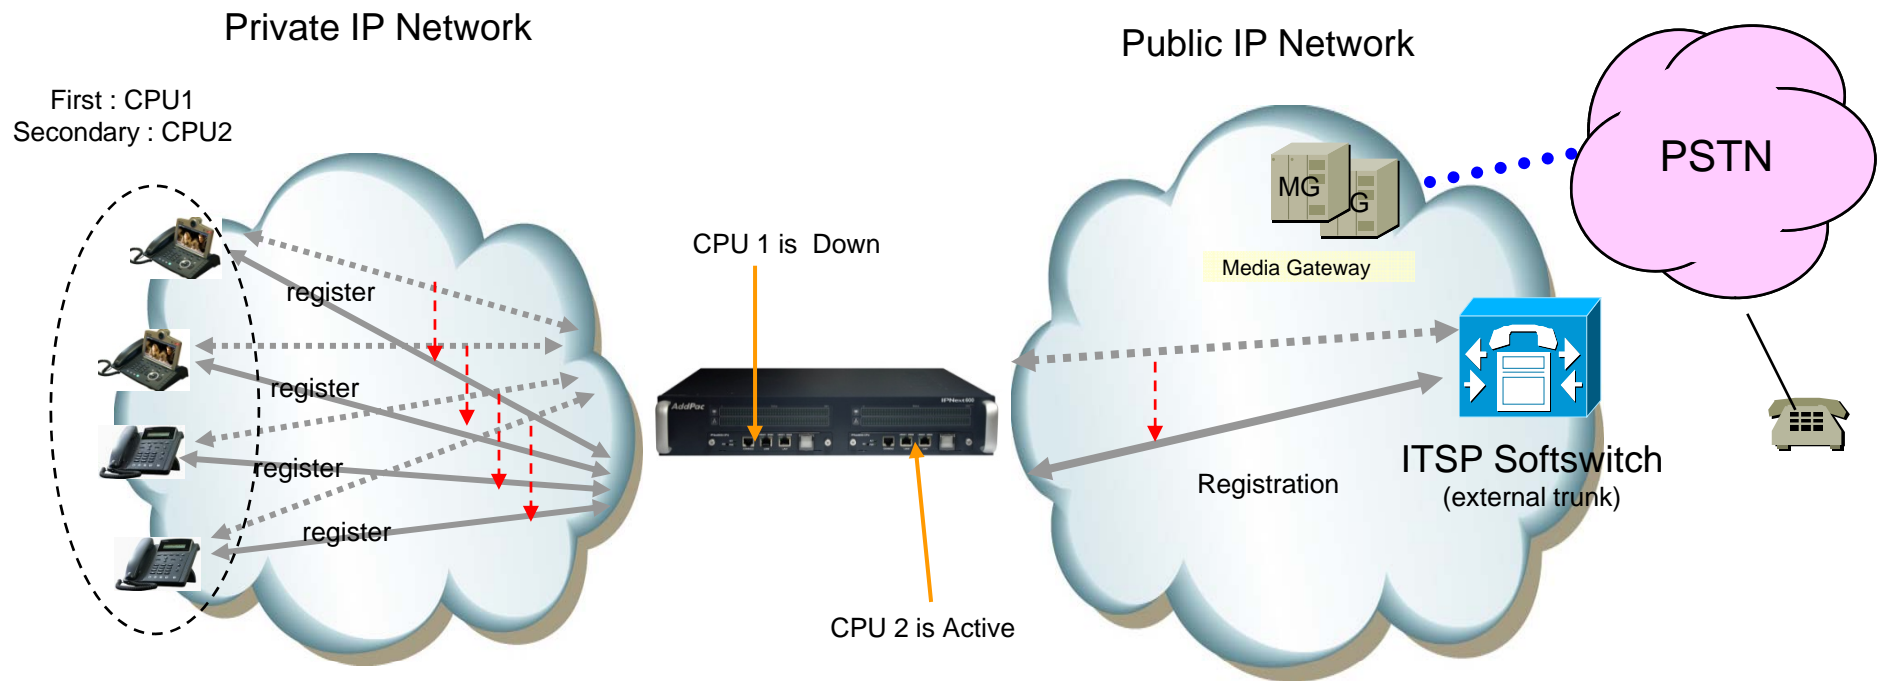 Private IP Network
Public IP Network
First : CPU1
Secondary : CPU2
PSTN
MG
G
CPU 1 is Down
Media Gateway
register
register
register
register
AddPac
IPNext
ITSP Softswitch
(external trunk)
Registration
CPU 2 is Active